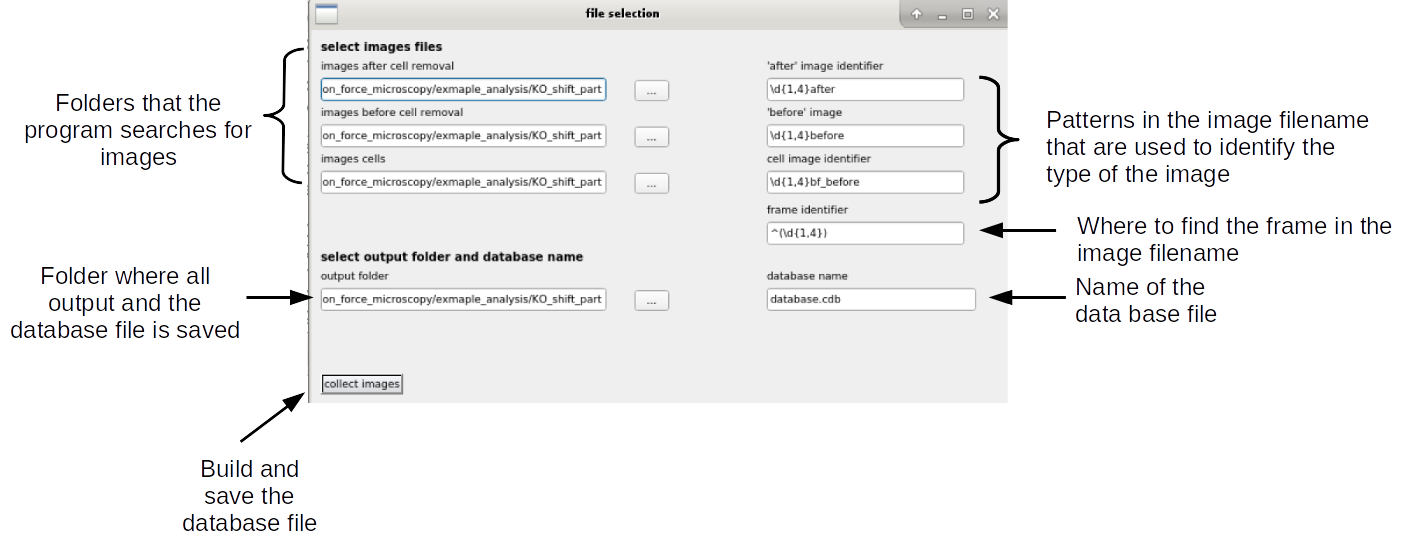 file selection
select images files
images after cell removal
'after' image identifier
on_force_microscopy/exmaple_analysis/KO_shift_part
...
\d{1,4}after
images before cell removal
'before' image
on_force_microscopy/exmaple_analysis/KO_shift_part
...
\d{1,4}before
images cells
cell image identifier
on_force_microscopy/exmaple_analysis/KO_shift_part
...
\d{1,4}bf_before
frame identifier
^(\d{1,4})
select output folder and database name
output folder
database name
on_force_microscopy/exmaple_analysis/KO_shift_part
...
database.cdb
collect images
Folders that the
program searches for
images
Patterns in the image filename
that are used to identify the
type of the image
Where to find the frame in the
image filename
Folder where all
output and the
database file is saved
Name of the
data base file
Build and
save the
database file